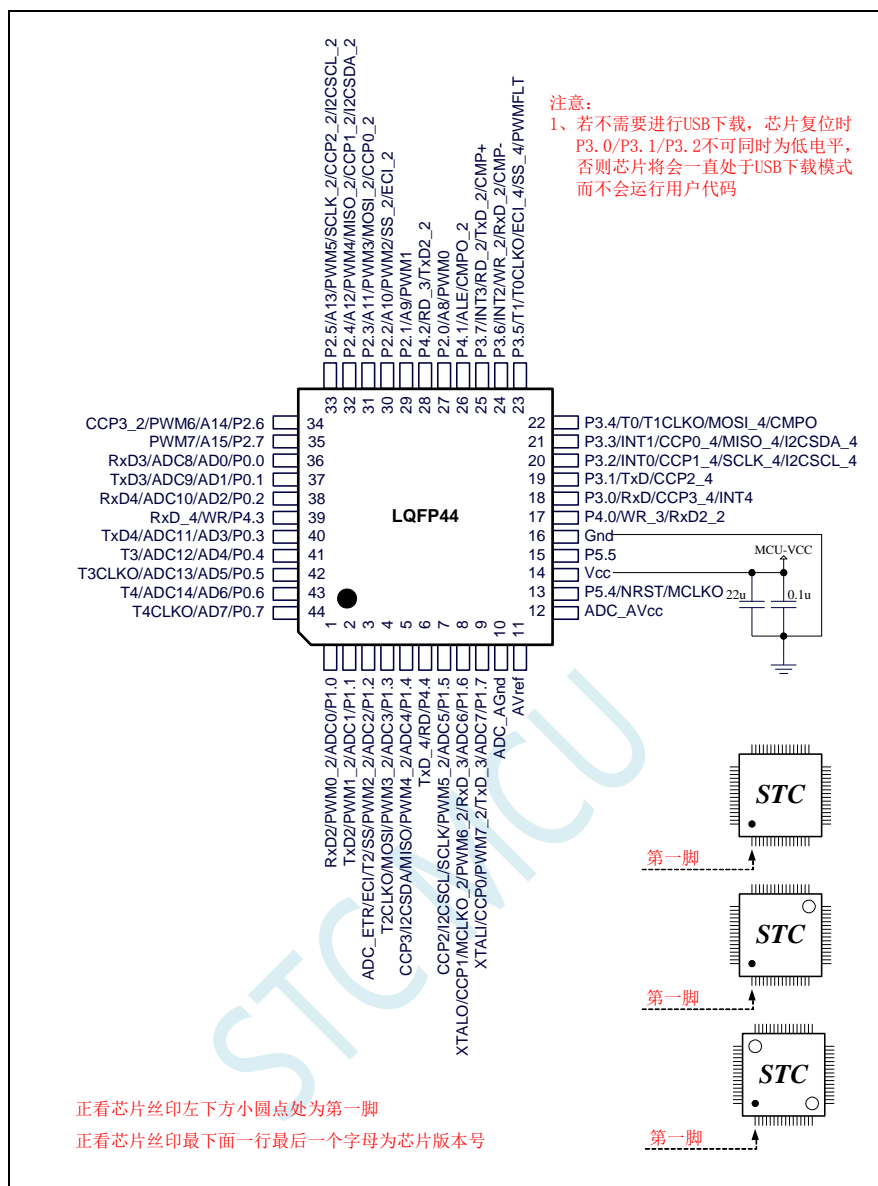 P2.5/A13/PWM5/SCLK_2/CCP2_2/I2CSCL_2
P2.4/A12/PWM4/MISO_2/CCP1_2/I2CSDA_2
P2.3/A11/PWM3/MOSI_2/CCP0_2
P2.2/A10/PWM2/SS_2/ECI_2
P2.1/A9/PWM1
P4.2/RD_3/TxD2_2
P2.0/A8/PWM0
P4.1/ALE/CMPO_2
P3.7/INT3/RD_2/TxD_2/CMP+
P3.6/INT2/WR_2/RxD_2/CMP-
P3.5/T1/T0CLKO/ECI_4/SS_4/PWMFLT
注意：
1、若不需要进行USB下载，芯片复位时
P3.0/P3.1/P3.2不可同时为低电平，
否则芯片将会一直处于USB下载模式
而不会运行用户代码
33 32 31 30 29 28 27 26 25 24 23
CCP3_2/PWM6/A14/P2.6 34
PWM7/A15/P2.7 35
RxD3/ADC8/AD0/P0.0 36
TxD3/ADC9/AD1/P0.1 37
RxD4/ADC10/AD2/P0.2 38
RxD_4/WR/P4.3 39
TxD4/ADC11/AD3/P0.3 40
T3/ADC12/AD4/P0.4 41
T3CLKO/ADC13/AD5/P0.5 42
T4/ADC14/AD6/P0.6 43
T4CLKO/AD7/P0.7 44
LQFP44
22 P3.4/T0/T1CLKO/MOSI_4/CMPO
21 P3.3/INT1/CCP0_4/MISO_4/I2CSDA_4
20 P3.2/INT0/CCP1_4/SCLK_4/I2CSCL_4
19 P3.1/TxD/CCP2_4
18 P3.0/RxD/CCP3_4/INT4
17 P4.0/WR_3/RxD2_2
16 Gnd
15 P5.5
14 Vcc
13 P5.4/NRST/MCLKO
12 ADC_AVcc
MCU-VCC
22u 0.1u
1 2 3 4 5 6 7 8 9 10 11
RxD2/PWM0_2/ADC0/P1.0
TxD2/PWM1_2/ADC1/P1.1
ADC_ETR/ECI/T2/SS/PWM2_2/ADC2/P1.2
T2CLKO/MOSI/PWM3_2/ADC3/P1.3
CCP3/I2CSDA/MISO/PWM4_2/ADC4/P1.4
TxD_4/RD/P4.4
CCP2/I2CSCL/SCLK/PWM5_2/ADC5/P1.5
XTALO/CCP1/MCLKO_2/PWM6_2/RxD_3/ADC6/P1.6
XTALI/CCP0/PWM7_2/TxD_3/ADC7/P1.7
ADC_AGnd
AVref
STC MCU
STC
第一脚
STC
第一脚
STC
第一脚
正看芯片丝印左下方小圆点处为第一脚
正看芯片丝印最下面一行最后一个字母为芯片版本号